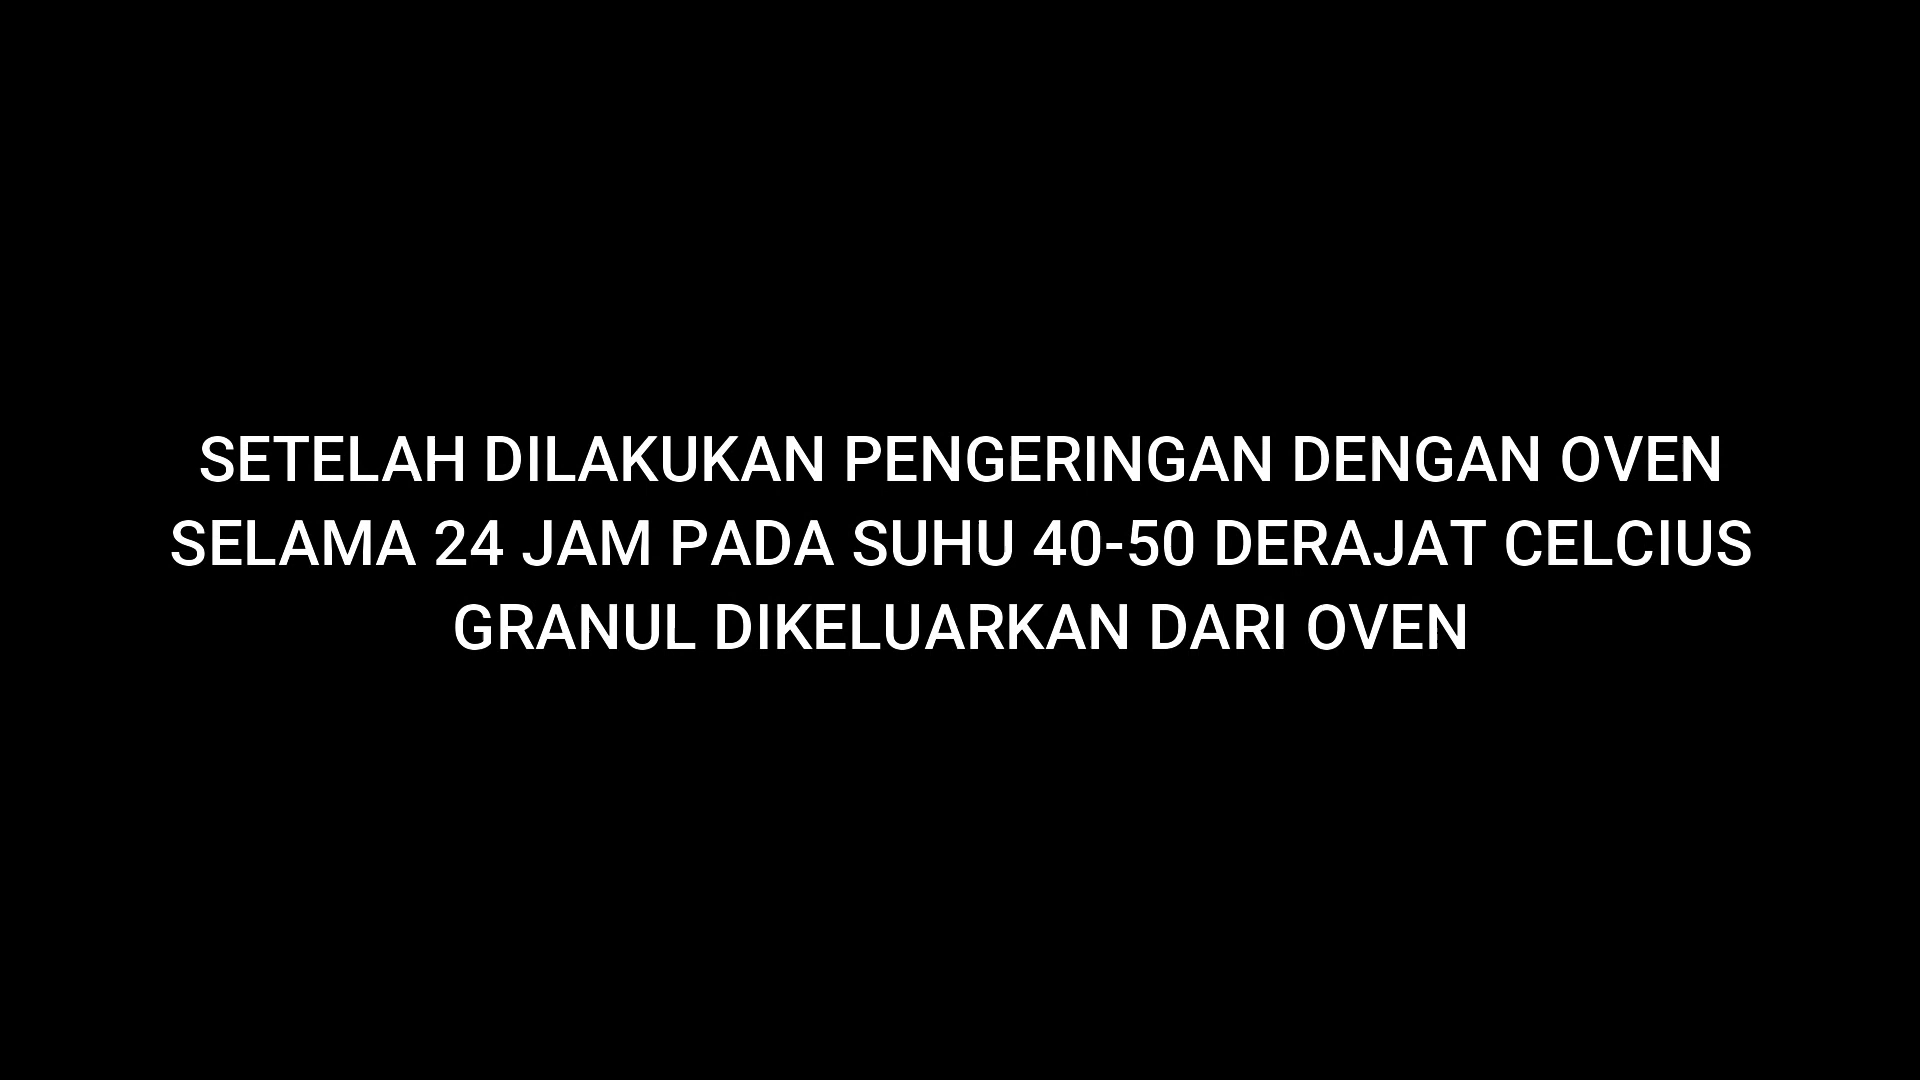 SETELAH DILAKUKAN PENGERINGAN DENGAN OVEN
SELAMA 24 JAM PADA SUHU 40-50 DERAJAT CELCIUS
GRANUL DIKELUARKAN DARI OVEN